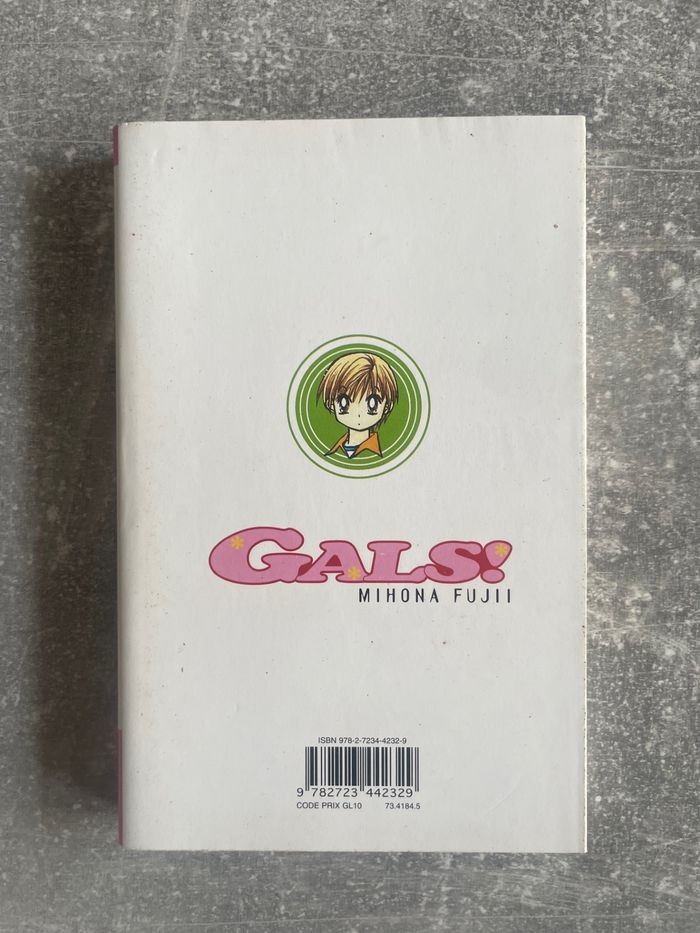 GALS!
MIHONA FUJII
ISBN 978-2-7234-4232-9
9 782723 442329
CODE PRIX GL10 73.4184.5